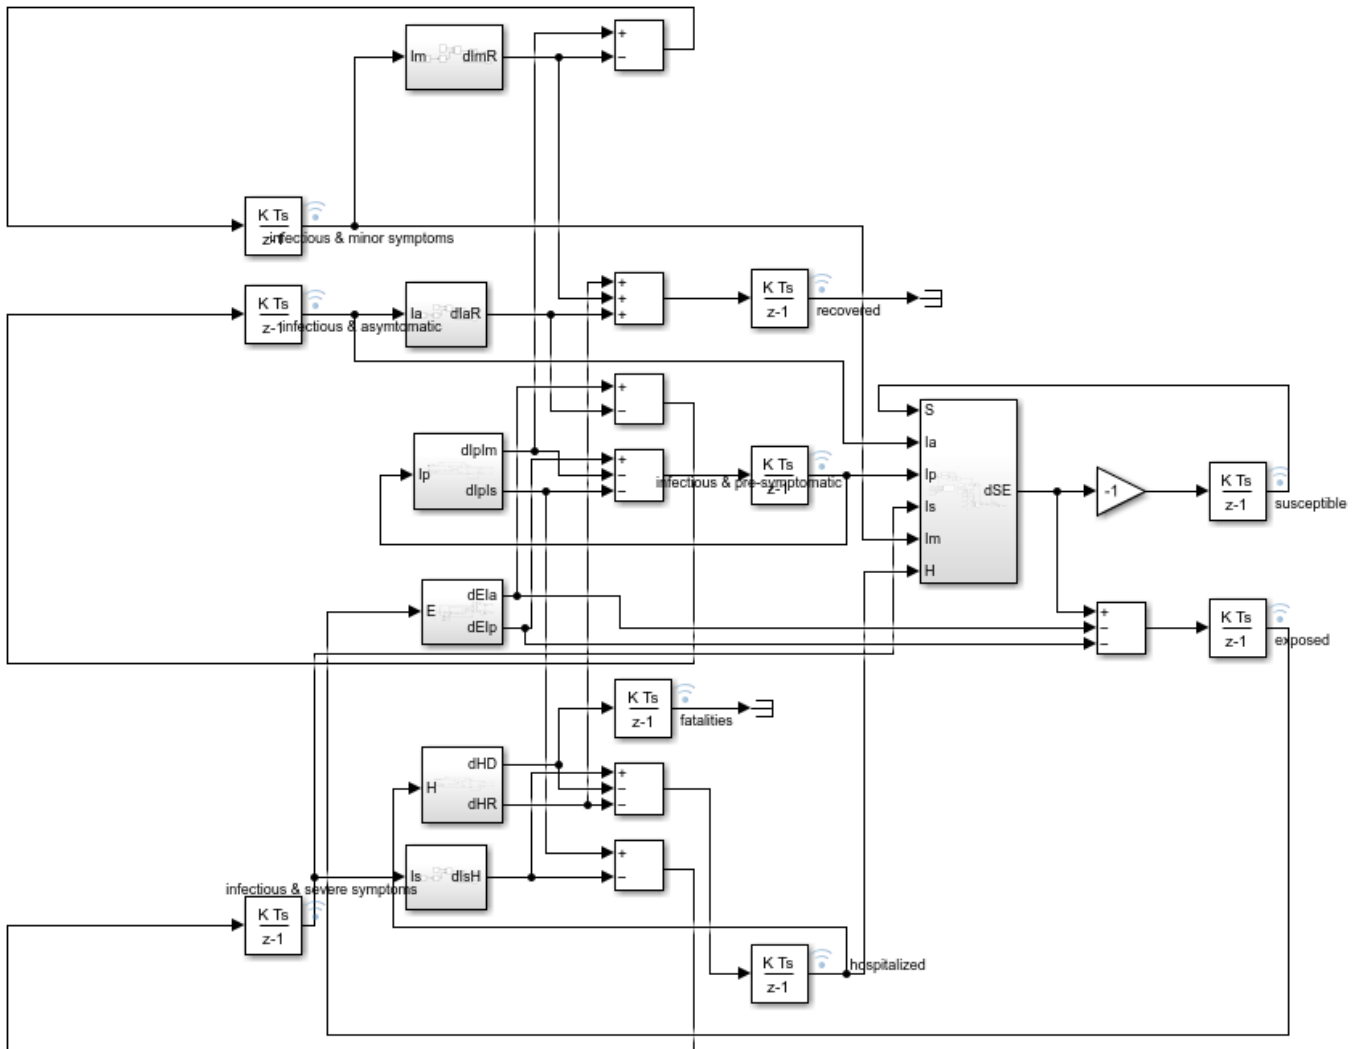 +
Im
dImR
−
K Ts
z-1
infectious & minor symptoms
K Ts
z-1
infectious & asymtomatic
Ia
dIaR
+
+
+
K Ts
z-1
recovered
+
−
Ip
dIpIm
dIpIs
+
−
−
K Ts
z-1
infectious & pre-symptomatic
S
Ia
Ip
Is
Im
H
dSE
-1
K Ts
z-1
susceptible
E
dEIa
dEIp
+
−
−
K Ts
z-1
exposed
K Ts
z-1
fatalities
H
dHD
dHR
+
−
−
Is
dIsH
+
−
infectious & severe symptoms
K Ts
z-1
K Ts
z-1
hospitalized